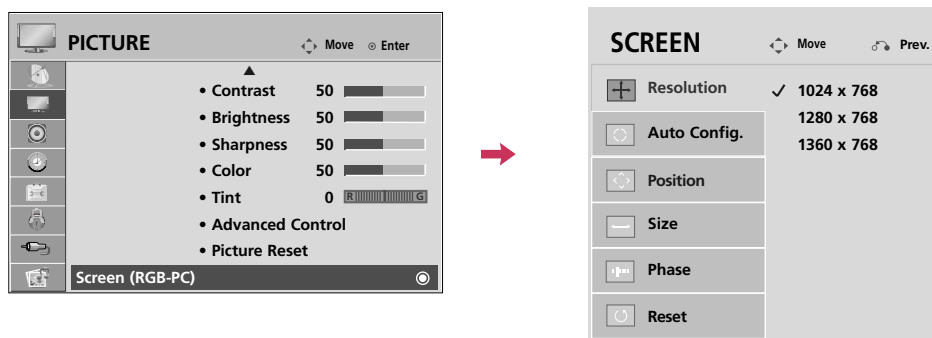 PICTURE Move Enter
• Contrast 50
• Brightness 50
• Sharpness 50
• Color 50
• Tint 0 R G
• Advanced Control
• Picture Reset
Screen (RGB-PC)
SCREEN Move Prev.
Resolution ✓ 1024 x 768
1280 x 768
Auto Config.
1360 x 768
Position
Size
Phase
Reset